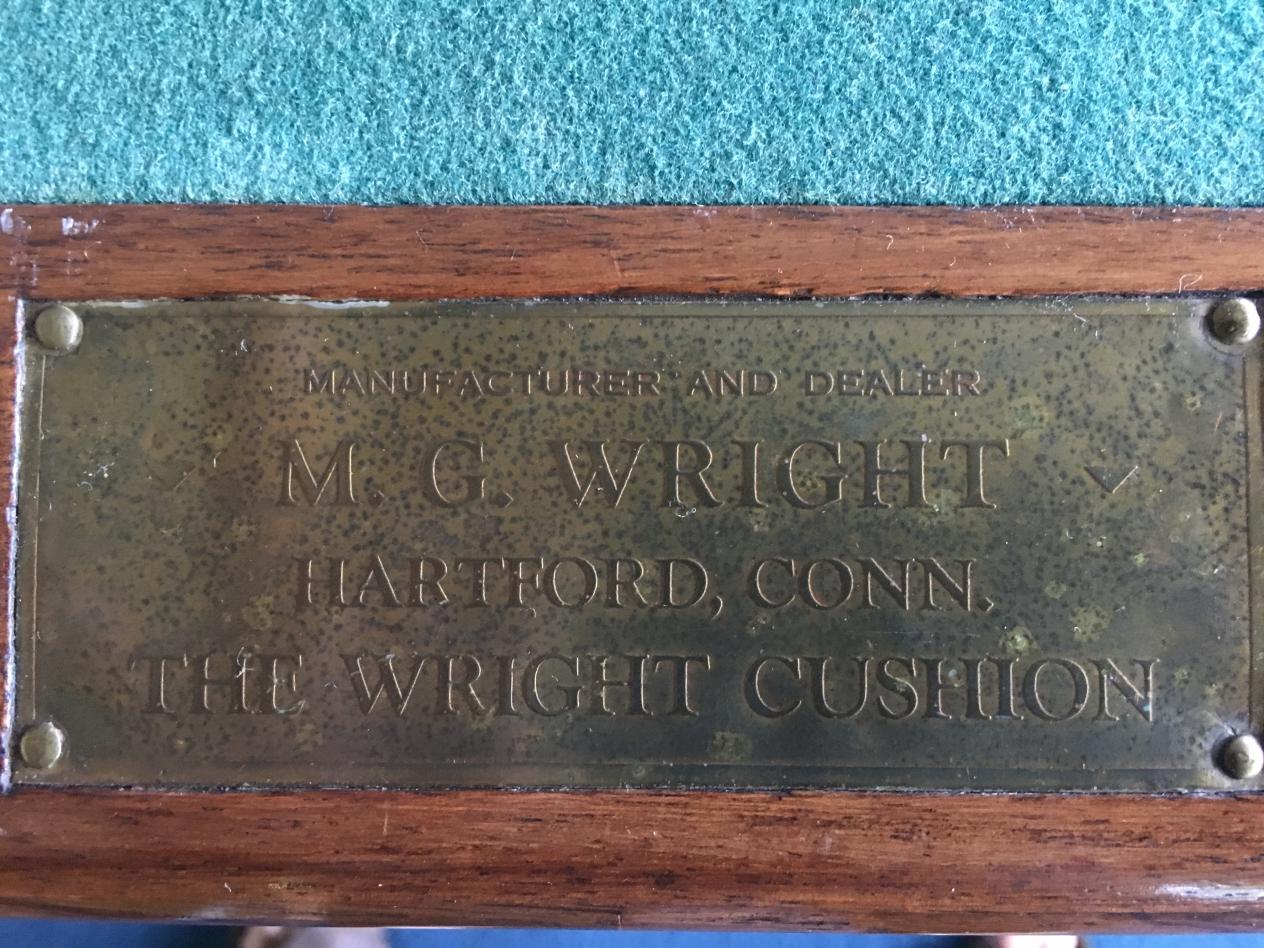 MANUFACTURER AND DEALER
M. G. WRIGHT
HARTFORD, CONN.
THE WRIGHT CUSHION